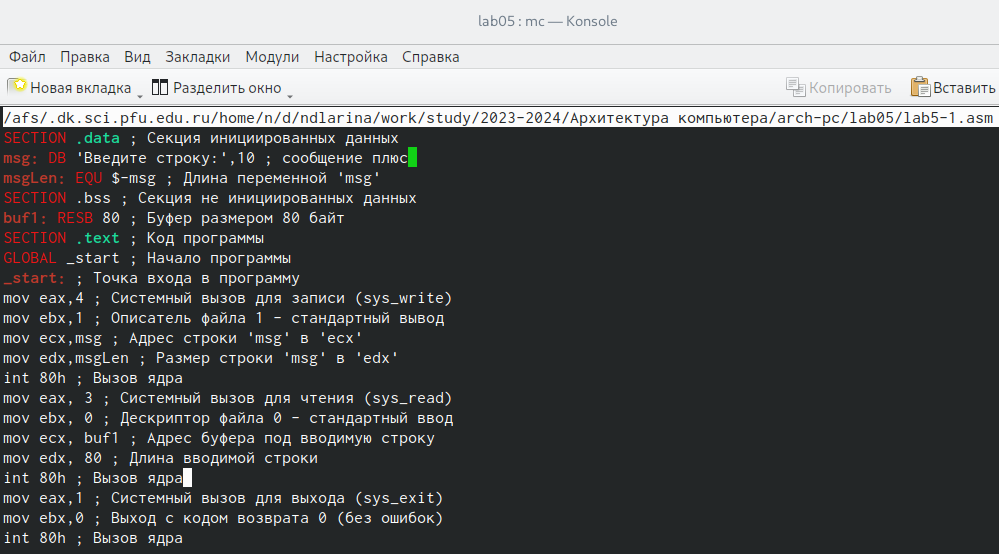 lab05 : mc — Konsole
Файл Правка Вид Закладки Модули Настройка Справка
Новая вкладка Разделить окно Копировать Вставить
/afs/.dk.sci.pfu.edu.ru/home/n/d/ndlarina/work/study/2023-2024/Архитектура компьютера/arch-pc/lab05/lab5-1.asm
SECTION .data ; Секция инициированных данных
msg: DB 'Введите строку:',10 ; сообщение плюс
msgLen: EQU $-msg ; Длина переменной 'msg'
SECTION .bss ; Секция не инициированных данных
buf1: RESB 80 ; Буфер размером 80 байт
SECTION .text ; Код программы
GLOBAL _start ; Начало программы
_start: ; Точка входа в программу
mov eax,4 ; Системный вызов для записи (sys_write)
mov ebx,1 ; Описатель файла 1 - стандартный вывод
mov ecx,msg ; Адрес строки 'msg' в 'ecx'
mov edx,msgLen ; Размер строки 'msg' в 'edx'
int 80h ; Вызов ядра
mov eax, 3 ; Системный вызов для чтения (sys_read)
mov ebx, 0 ; Дескриптор файла 0 - стандартный ввод
mov ecx, buf1 ; Адрес буфера под вводимую строку
mov edx, 80 ; Длина вводимой строки
int 80h ; Вызов ядра
mov eax,1 ; Системный вызов для выхода (sys_exit)
mov ebx,0 ; Выход с кодом возврата 0 (без ошибок)
int 80h ; Вызов ядра